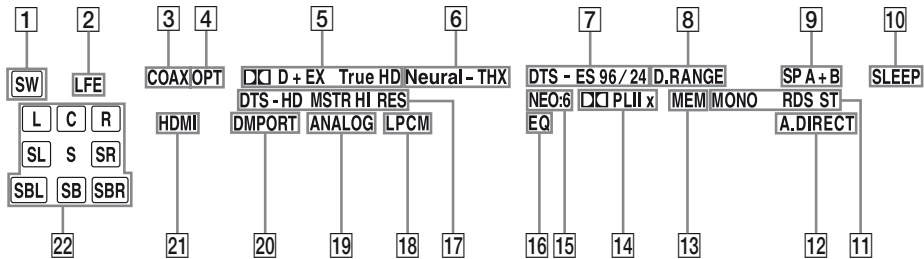 1 2 3 4 5 6 7 8 9 10
SW LFE COAX OPT D + EX True HD Neural - THX DTS - ES 96 / 24 D.RANGE SP A + B SLEEP
DTS - HD MSTR HI RES NEO:6 PLII x MEM MONO RDS ST
L C R HDMI DMPORT ANALOG LPCM EQ A.DIRECT
SL S SR
SBL SB SBR
22 21 20 19 18 17 16 15 14 13 12 11